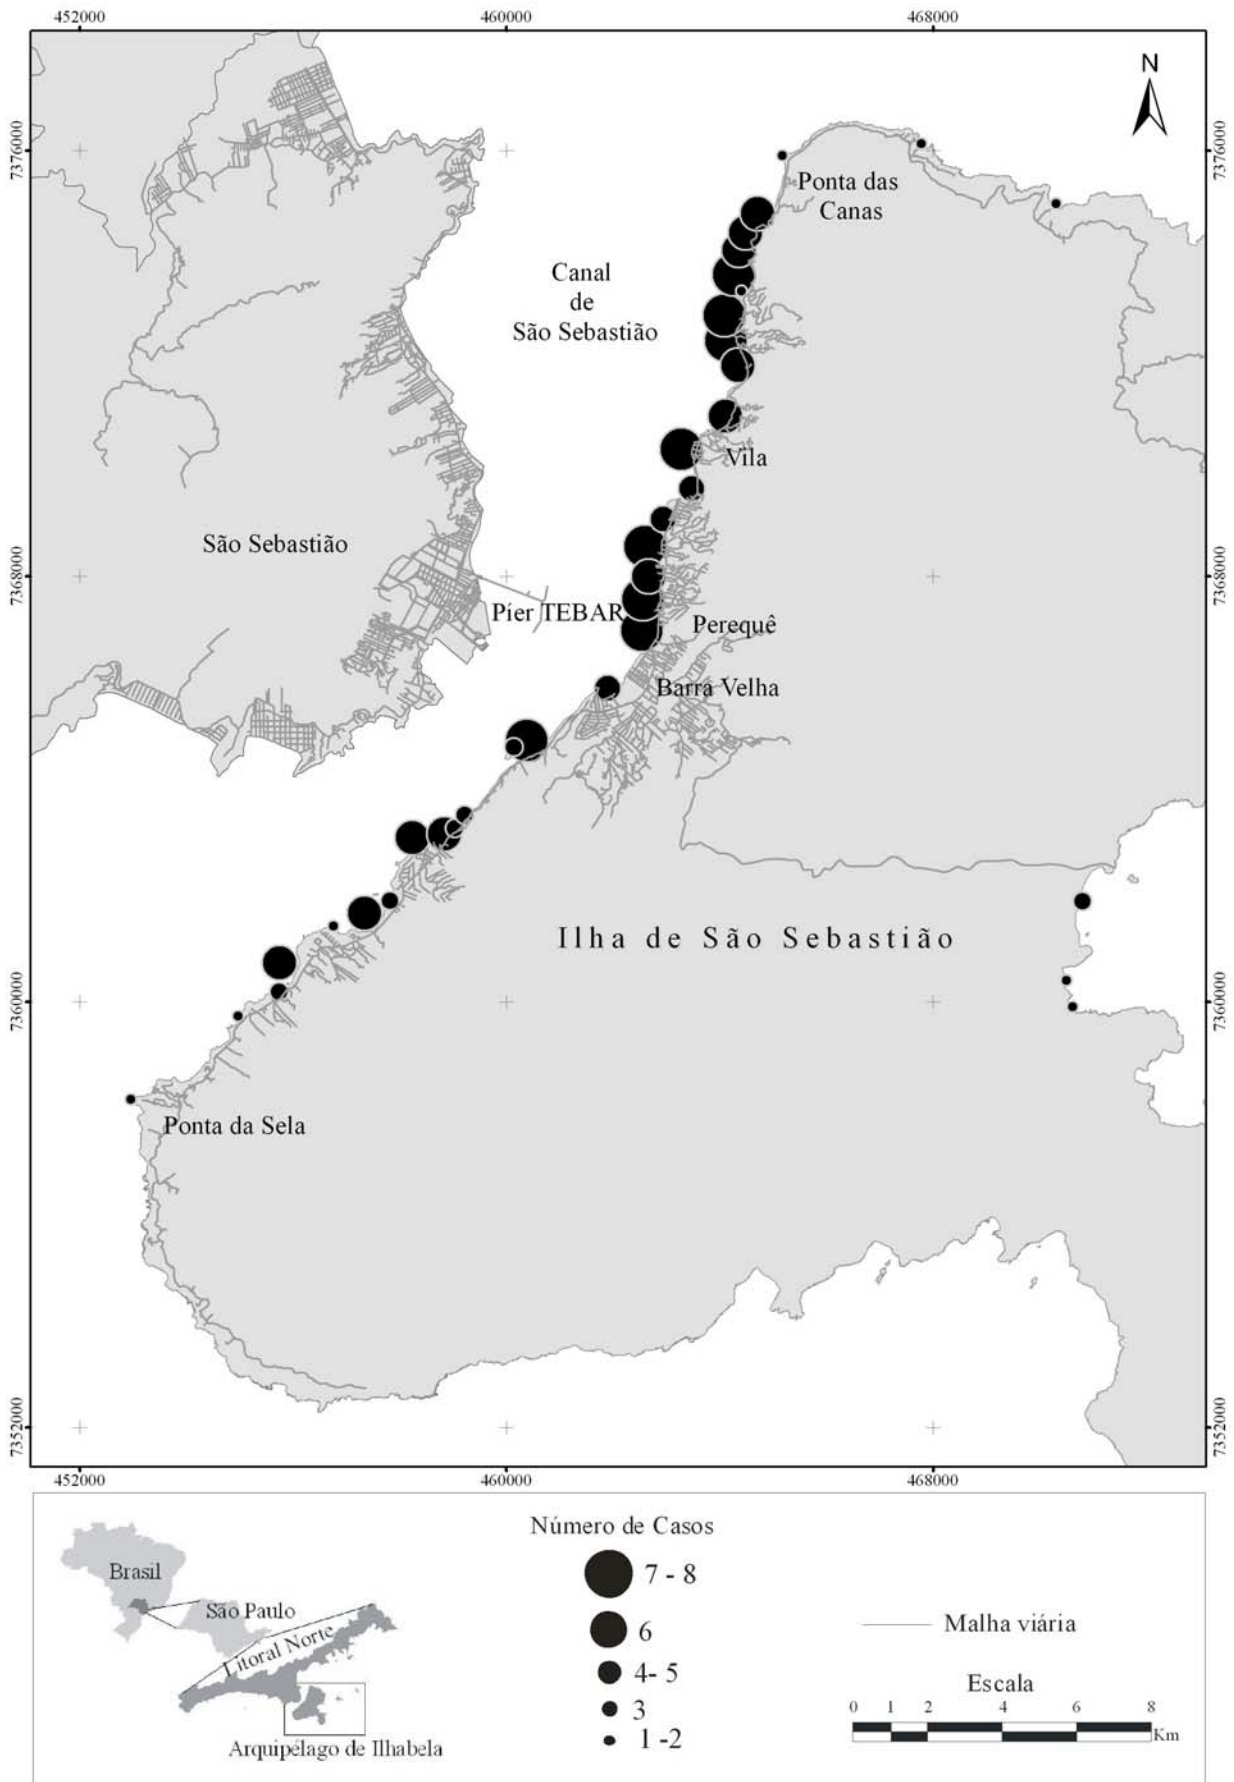 452000
460000
468000
N
7376000
7376000
Ponta das
Canas
Canal
de
São Sebastião
Vila
São Sebastião
7368000
7368000
Píer TEBAR
Perequê
Barra Velha
Ilha de São Sebastião
7360000
7360000
Ponta da Sela
7352000
7352000
452000
460000
468000
Número de Casos
7 - 8
6
4- 5
3
1 -2
Brasil
São Paulo
Litoral Norte
Arquipélago de Ilhabela
Malha viária
Escala
0 1 2 4 6 8
Km